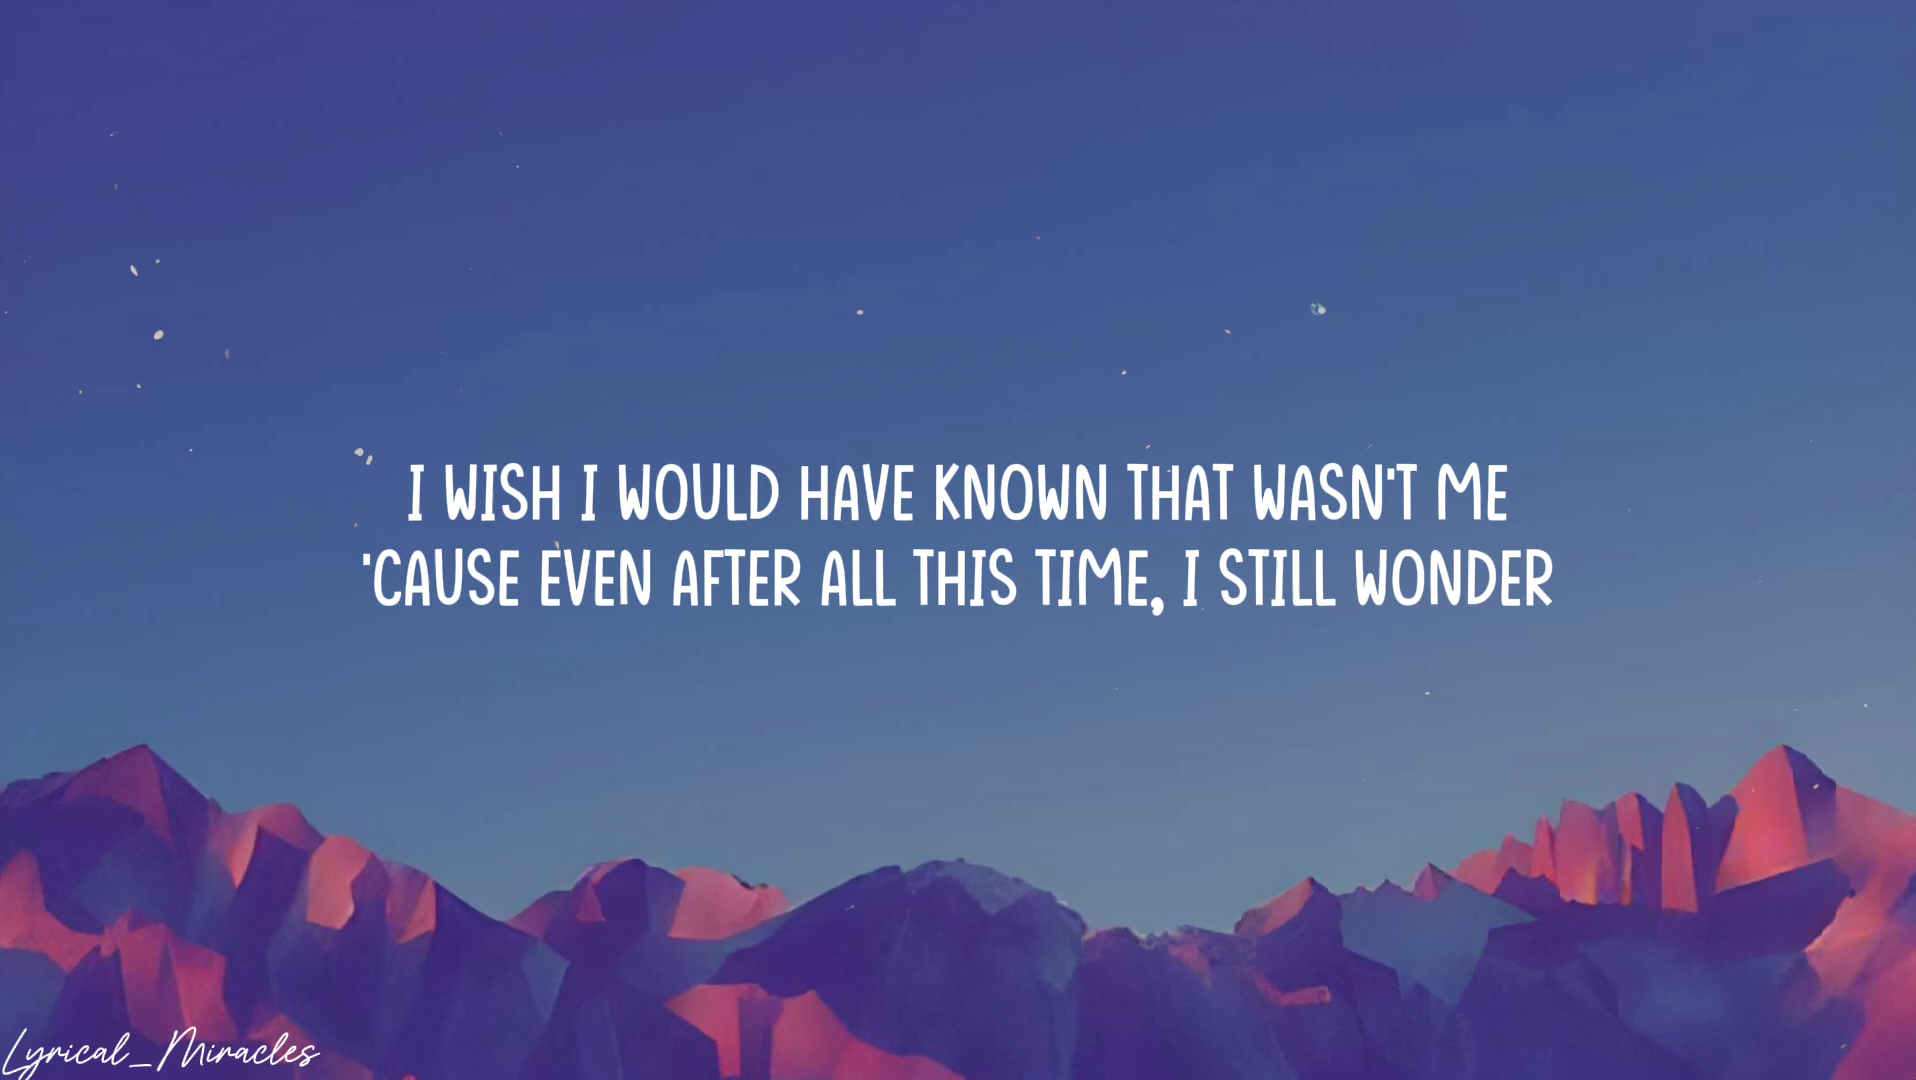 I WISH I WOULD HAVE KNOWN THAT WASN'T ME
'CAUSE EVEN AFTER ALL THIS TIME, I STILL WONDER
Lyrical_Miracles